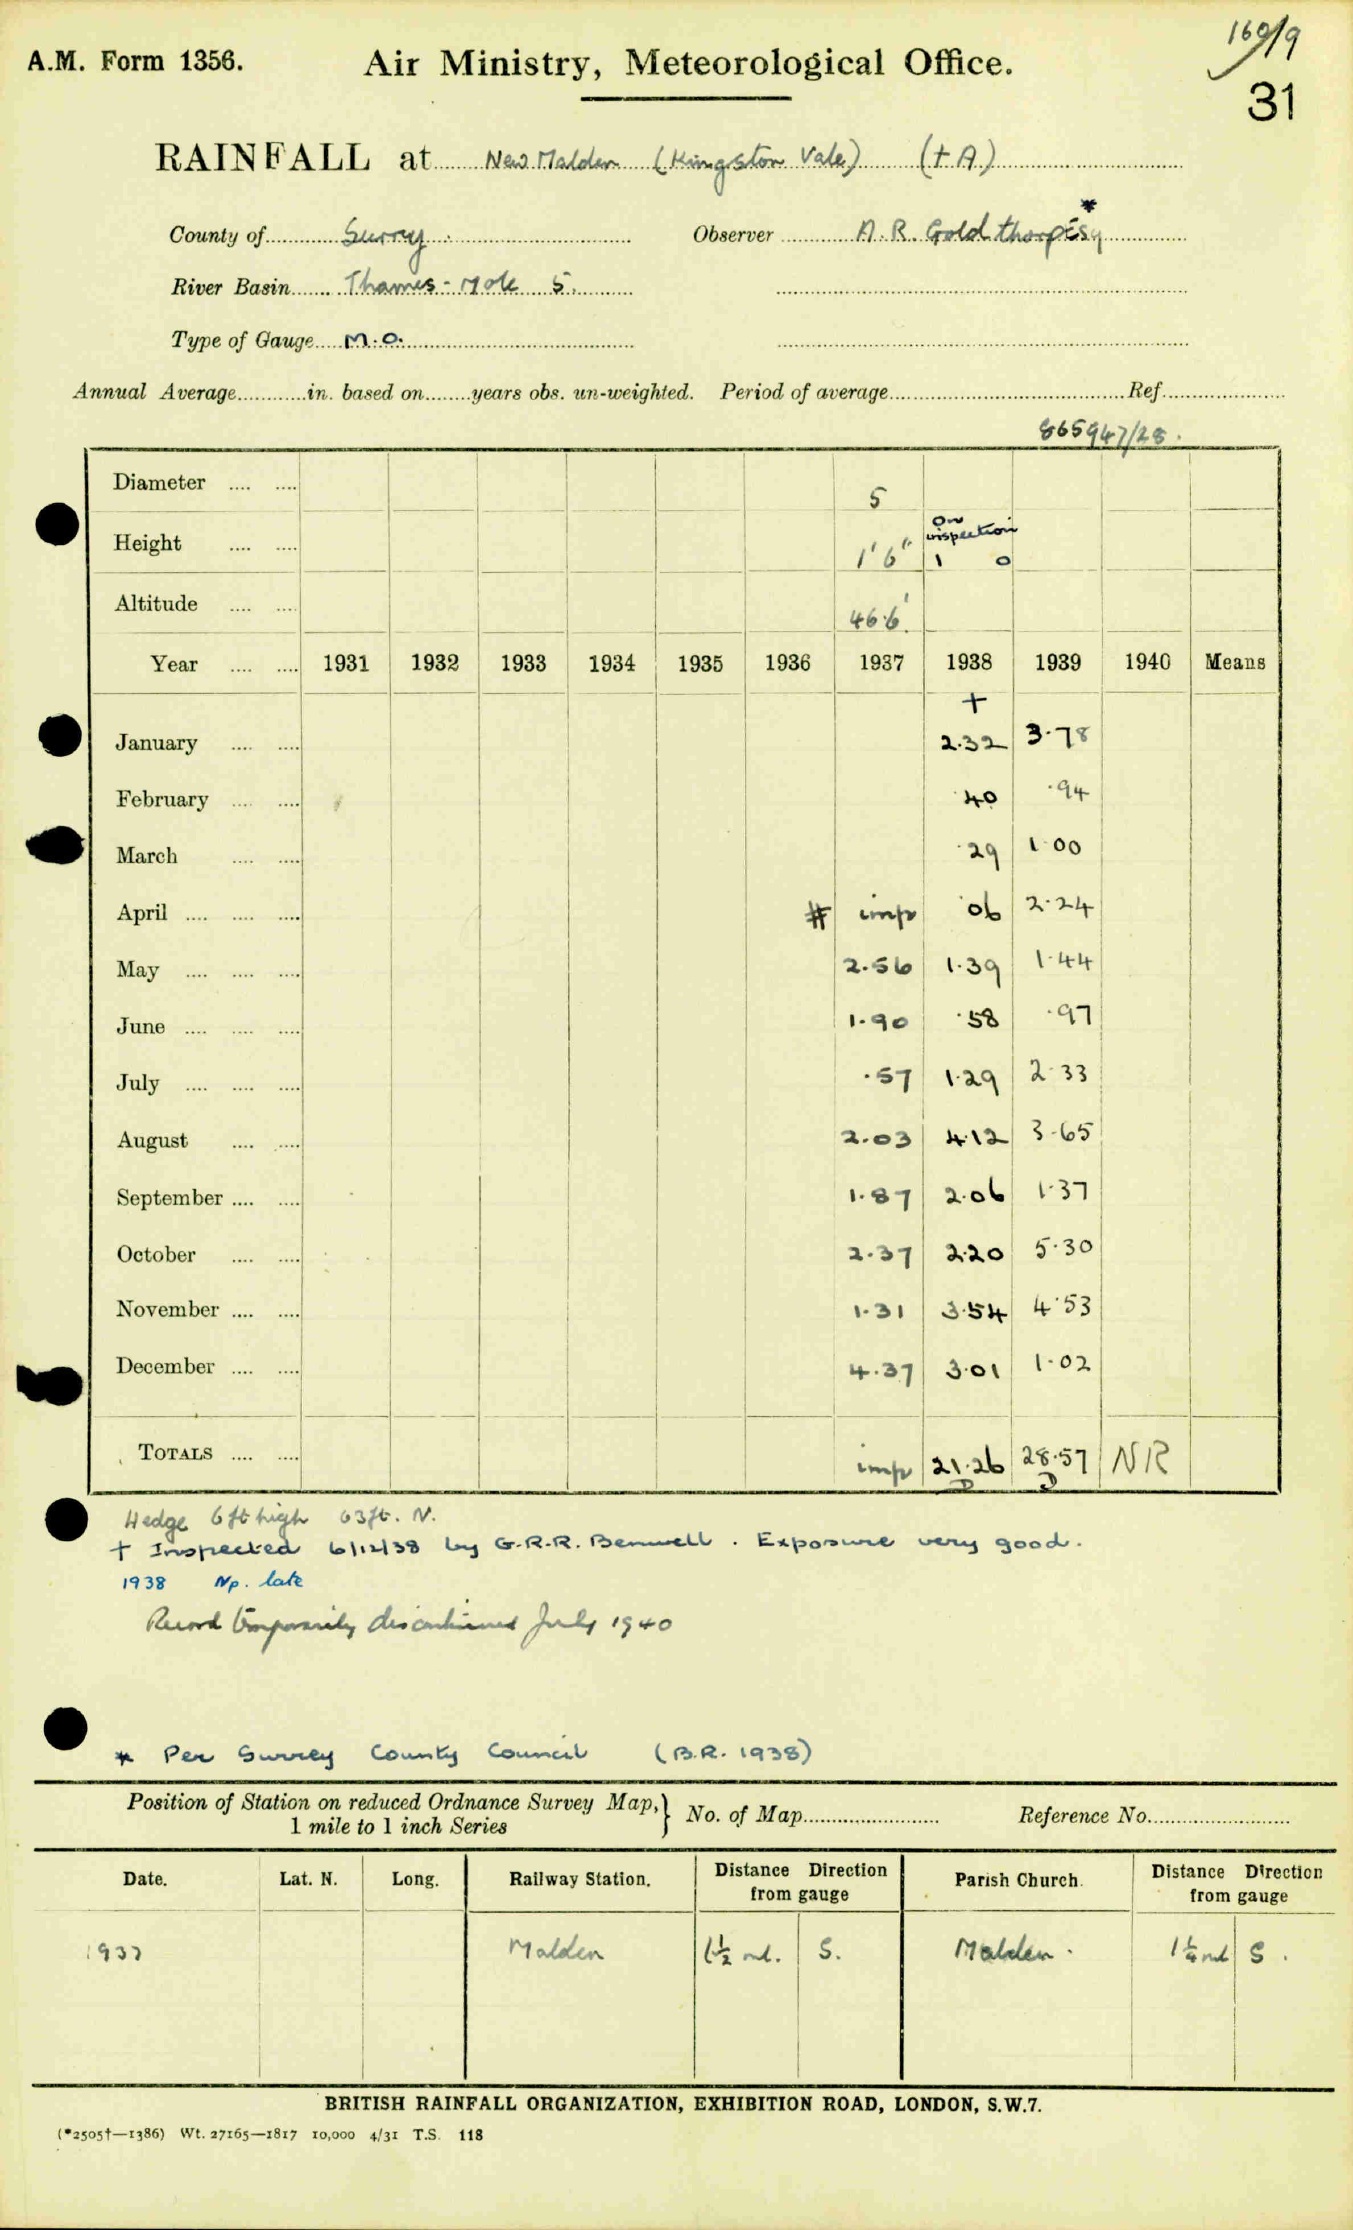 160/9
A.M. Form 1356. Air Ministry, Meteorological Office.
31
RAINFALL at New Malden (Kingston Vale) (+ A)
County of Surrey Observer A. R. Goldthorp Esq *
River Basin Thames - Mole 5.
Type of Gauge M.O.
Annual Average in. based on years obs. un-weighted. Period of average Ref.
865947/28.
Diameter 5
Height 1' 6" on inspection 1 0
Altitude 46.6'
Year 1931 1932 1933 1934 1935 1936 1937 1938 1939 1940 Means
+
January 2.32 3.78
February .40 .94
March .29 1.00
April # imp .06 2.24
May 2.56 1.39 1.44
June 1.90 .58 .97
July .57 1.29 2.33
August 2.03 4.12 3.65
September 1.87 2.06 1.37
October 2.37 2.20 5.30
November 1.31 3.54 4.53
December 4.37 3.01 1.02
TOTALS imp 21.26 28.57 NR
D D
Hedge 6ft high 63ft. N.
+ Inspected 6/12/38 by G.R.R. Benwell. Exposure very good.
1938 Np. late
Record temporarily discontinued July 1940
* Per Surrey County Council (B.R. 1938)
Position of Station on reduced Ordnance Survey Map, } No. of Map Reference No.
1 mile to 1 inch Series
Date. Lat. N. Long. Railway Station. Distance Direction from gauge Parish Church. Distance Direction from gauge
1937 Malden 1½ ml. S. Malden. 1¼ ml S.
BRITISH RAINFALL ORGANIZATION, EXHIBITION ROAD, LONDON, S.W.7.
(*2505†—1386) Wt. 27165—1817 10,000 4/31 T.S. 118